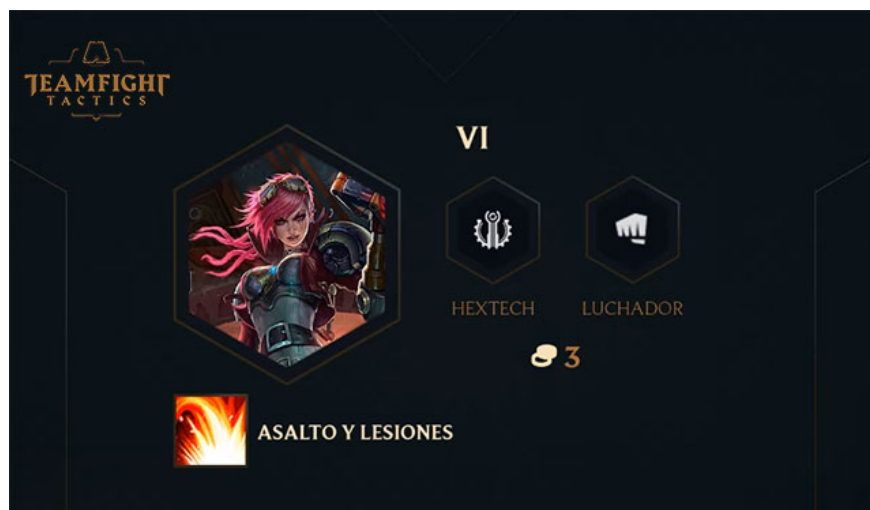 TEAMFIGHT
TACTICS
VI
HEXTECH
LUCHADOR
3
ASALTO Y LESIONES